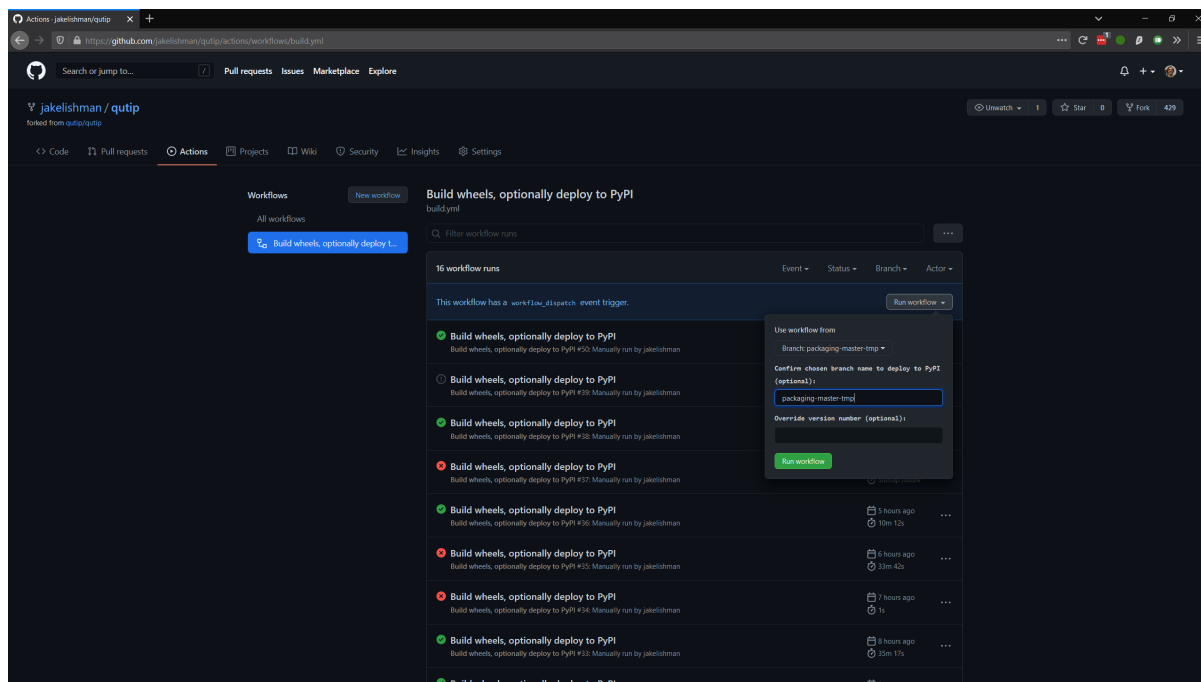 Actions · jakelishman/qutip
https://github.com/jakelishman/qutip/actions/workflows/build.yml
Search or jump to...
/
Pull requests Issues Marketplace Explore
jakelishman / qutip
forked from qutip/qutip
Unwatch 1 Star 0 Fork 429
Code Pull requests Actions Projects Wiki Security Insights Settings
Workflows
New workflow
All workflows
Build wheels, optionally deploy t...
Build wheels, optionally deploy to PyPI
build.yml
Filter workflow runs
16 workflow runs
Event Status Branch Actor
This workflow has a workflow_dispatch event trigger.
Run workflow
Use workflow from
Branch: packaging-master-tmp
Confirm chosen branch name to deploy to PyPI
(optional):
packaging-master-tmp
Override version number (optional):
Run workflow
Build wheels, optionally deploy to PyPI
Build wheels, optionally deploy to PyPI #50: Manually run by jakelishman
Build wheels, optionally deploy to PyPI
Build wheels, optionally deploy to PyPI #39: Manually run by jakelishman
Build wheels, optionally deploy to PyPI
Build wheels, optionally deploy to PyPI #38: Manually run by jakelishman
Build wheels, optionally deploy to PyPI
Build wheels, optionally deploy to PyPI #37: Manually run by jakelishman
Build wheels, optionally deploy to PyPI
Build wheels, optionally deploy to PyPI #36: Manually run by jakelishman
5 hours ago
10m 12s
Build wheels, optionally deploy to PyPI
Build wheels, optionally deploy to PyPI #35: Manually run by jakelishman
6 hours ago
33m 42s
Build wheels, optionally deploy to PyPI
Build wheels, optionally deploy to PyPI #34: Manually run by jakelishman
7 hours ago
1s
Build wheels, optionally deploy to PyPI
Build wheels, optionally deploy to PyPI #33: Manually run by jakelishman
8 hours ago
35m 17s